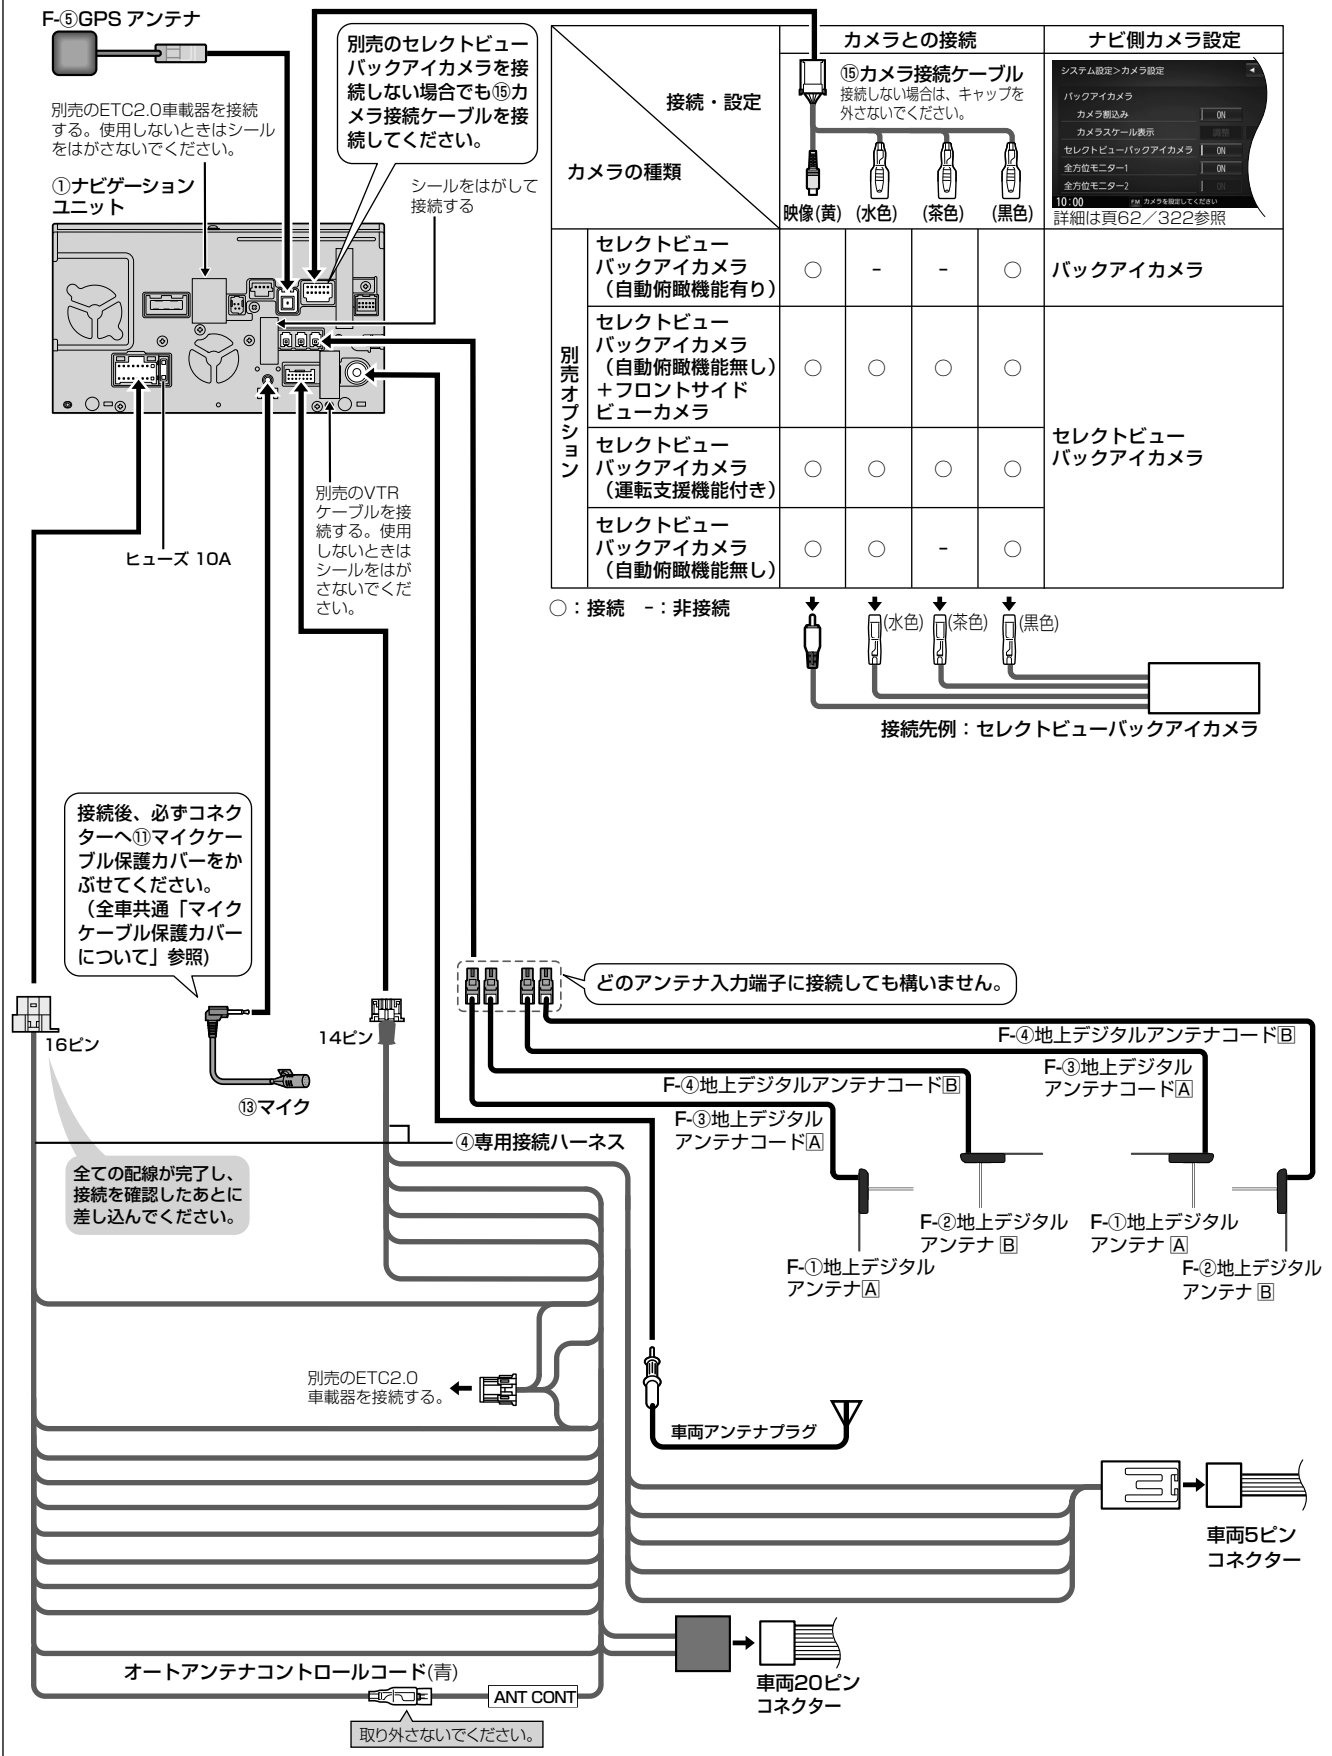 F-⑤GPS アンテナ
別売のETC2.0車載器を接続
する。使用しないときはシール
をはがさないでください。
①ナビゲーション
ユニット
別売のセレクトビュー
バックアイカメラを接
続しない場合でも⑮カ
メラ接続ケーブルを接
続してください。
シールをはがして
接続する
接続・設定
カメラの種類
カメラとの接続
ナビ側カメラ設定
⑮カメラ接続ケーブル
接続しない場合は、キャップを
外さないでください。
映像(黄) (水色) (茶色) (黒色)
システム設定>カメラ設定
バックアイカメラ
カメラ割込み ON
カメラスケール表示 調整
セレクトビューバックアイカメラ ON
全方位モニター1 ON
全方位モニター2 ON
10:00 FM カメラを設定してください
詳細は頁62／322参照
別売オプション
セレクトビュー
バックアイカメラ
（自動俯瞰機能有り）
○ - - ○
バックアイカメラ
セレクトビュー
バックアイカメラ
（自動俯瞰機能無し）
＋フロントサイド
ビューカメラ
○ ○ ○ ○
セレクトビュー
バックアイカメラ
セレクトビュー
バックアイカメラ
（運転支援機能付き）
○ ○ ○ ○
セレクトビュー
バックアイカメラ
（自動俯瞰機能無し）
○ ○ - ○
○：接続　-：非接続
(水色) (茶色) (黒色)
接続先例：セレクトビューバックアイカメラ
ヒューズ 10A
別売のVTR
ケーブルを接
続する。使用
しないときは
シールをはが
さないでくだ
さい。
接続後、必ずコネク
ターへ⑪マイクケー
ブル保護カバーをか
ぶせてください。
（全車共通「マイク
ケーブル保護カバー
について」参照)
16ピン
⑬マイク
14ピン
どのアンテナ入力端子に接続しても構いません。
F-④地上デジタルアンテナコード🄱
F-③地上デジタル
アンテナコード🄰
F-④地上デジタルアンテナコード🄱
F-③地上デジタル
アンテナコード🄰
④専用接続ハーネス
全ての配線が完了し、
接続を確認したあとに
差し込んでください。
F-②地上デジタル
アンテナ 🄱
F-①地上デジタル
アンテナ 🄰
F-①地上デジタル
アンテナ🄰
F-②地上デジタル
アンテナ 🄱
別売のETC2.0
車載器を接続する。
車両アンテナプラグ
車両5ピン
コネクター
車両20ピン
コネクター
オートアンテナコントロールコード(青)
ANT CONT
取り外さないでください。